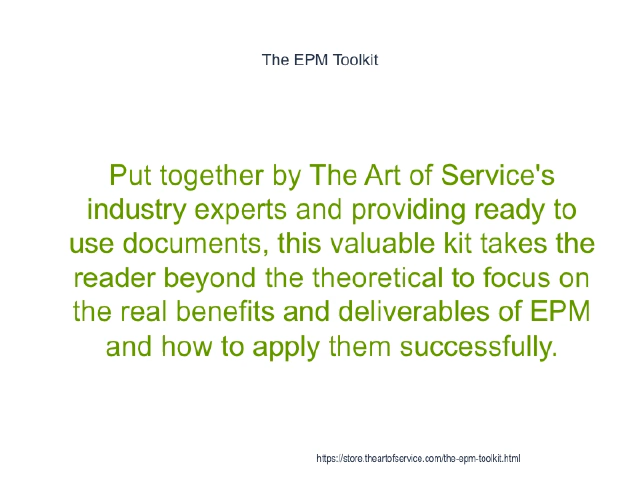 The EPM Toolkit
Put together by The Art of Service's
industry experts and providing ready to
use documents, this valuable kit takes the
reader beyond the theoretical to focus on
the real benefits and deliverables of EPM
and how to apply them successfully.
https://store.theartofservice.com/the-epm-toolkit.html